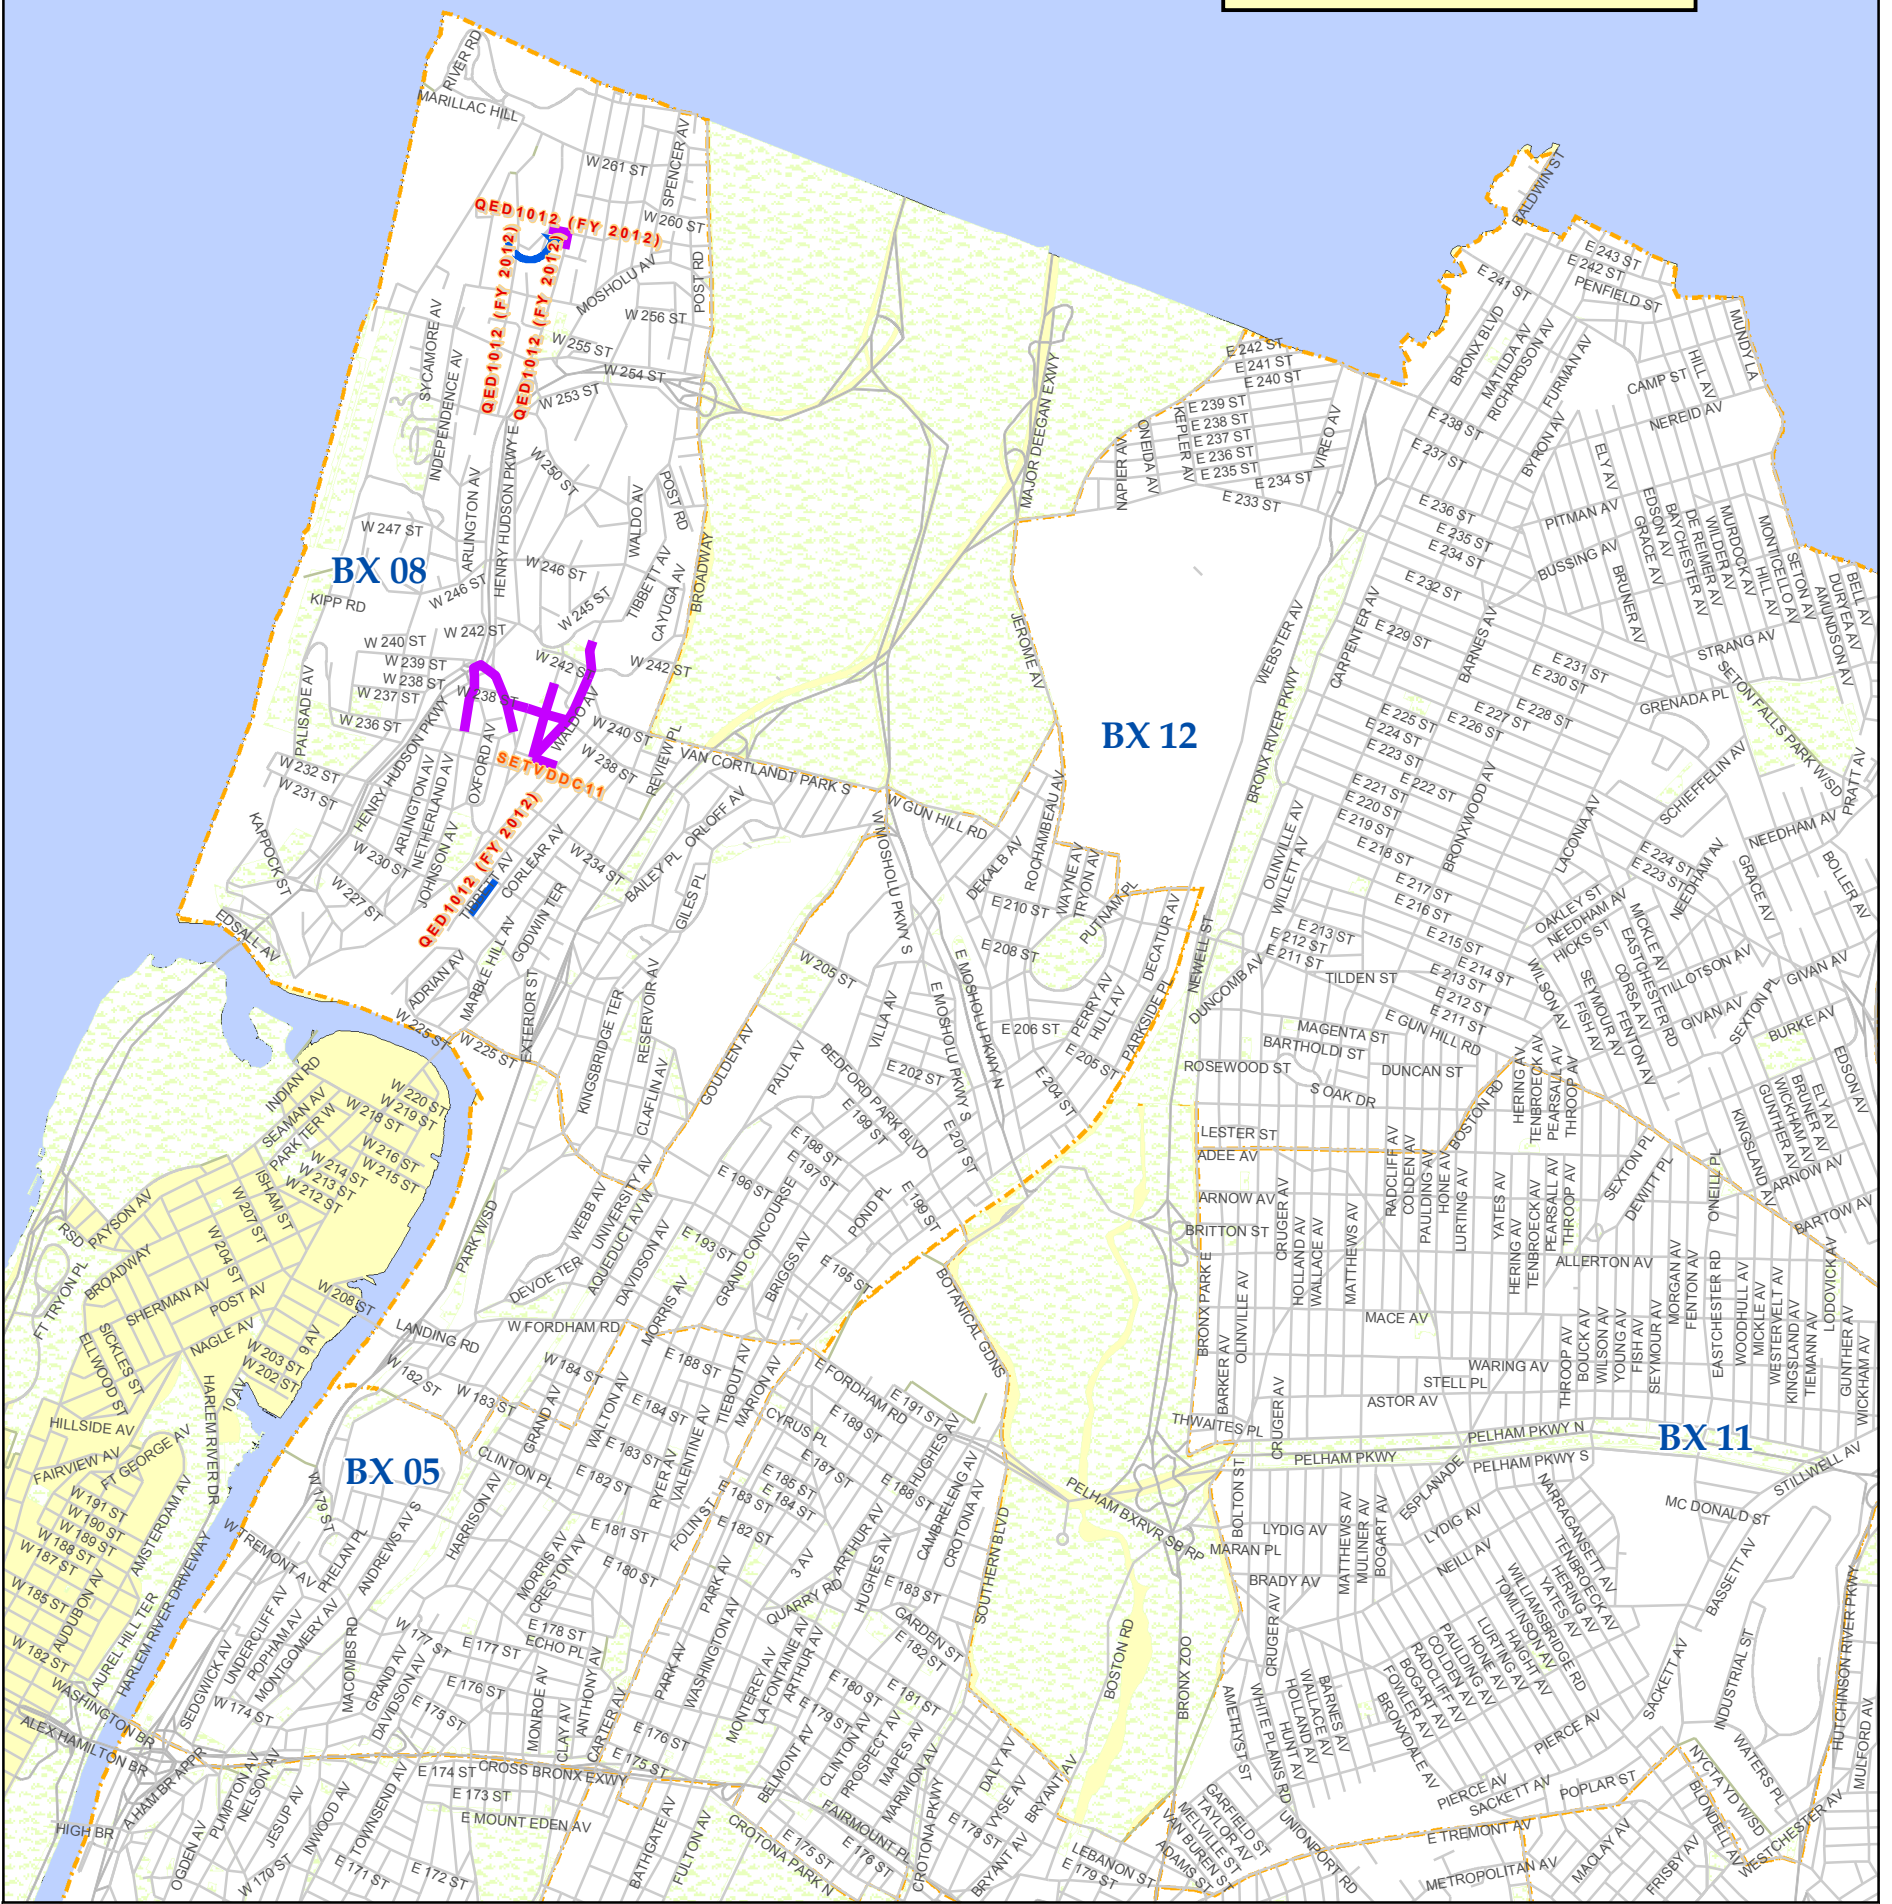 RIVER RD
MARILLAC HILL
W 261 ST
SPENCER AV
W 260 ST
QED1012 (FY 2012)
QED1012 (FY 2012)
QED1012 (FY 2012)
MOSHOLU AV
POST RD
W 256 ST
W 255 ST
W 254 ST
W 253 ST
SYCAMORE AV
INDEPENDENCE AV
ARLINGTON AV
HENRY HUDSON PKWY E
W 250 ST
WALDO AV
POST RD
W 247 ST
BX 08
KIPP RD
W 246 ST
W 246 ST
W 245 ST
TIBBETT AV
CAYUGA AV
BROADWAY
W 242 ST
W 240 ST
W 239 ST
W 238 ST
W 237 ST
W 236 ST
W 242 ST
W 238 ST
PALISADE AV
WALDO AV
W 240 ST
W 238 ST
REVIEW PL
SETVDDC11
QED1012 (FY 2012)
OXFORD AV
HENRY HUDSON PKWY
W 232 ST
W 231 ST
KAPPOCK ST
ARLINGTON AV
NETHERLAND AV
JOHNSON AV
W 230 ST
W 227 ST
EDSALL AV
TIBBETT AV
CORLEAR AV
W 234 ST
GODWIN TER
MARBLE HILL AV
ADRIAN AV
W 225 ST
W 225 ST
EXTERIOR ST
BAILEY PL
ORLOFF AV
GILES PL
VAN CORTLANDT PARK S
W GUN HILL RD
MAJOR DEEGAN EXWY
JEROME AV
BX 12
BALDWIN ST
E 243 ST
E 242 ST
PENFIELD ST
E 241 ST
MUNDY LA
BRONX BLVD
MATILDA AV
RICHARDSON AV
FURMAN AV
HILL AV
CAMP ST
NEREID AV
E 242 ST
E 241 ST
E 240 ST
E 239 ST
E 238 ST
E 237 ST
E 236 ST
E 235 ST
E 234 ST
E 233 ST
NAPIER AV
ONEIDA AV
KEPLER AV
VIREO AV
E 238 ST
E 237 ST
BYRON AV
ELY AV
PITMAN AV
E 236 ST
E 235 ST
E 234 ST
BUSSING AV
EDSON AV
GRACE AV
BAYCHESTER AV
DE REIMER AV
WILDER AV
MURDOCK AV
MONTICELLO AV
HILL AV
SETON AV
AMUNDSON AV
DURYEA AV
BELL AV
BRUNER AV
STRANG AV
E 232 ST
E 229 ST
BARNES AV
E 231 ST
E 230 ST
GRENADA PL
SETON FALLS PARK W/SD
WEBSTER AV
BRONX RIVER PKWY
CARPENTER AV
E 228 ST
E 227 ST
E 226 ST
E 225 ST
E 224 ST
E 223 ST
E 222 ST
E 221 ST
E 220 ST
E 219 ST
E 218 ST
BRONXWOOD AV
LACONIA AV
SCHIEFFELIN AV
PRATT AV
NEEDHAM AV
BOLLER AV
E 224 ST
E 223 ST
NEEDHAM AV
GRACE AV
E 217 ST
E 216 ST
E 215 ST
E 214 ST
E 213 ST
E 212 ST
E 211 ST
OLINVILLE AV
WILLETT AV
OAKLEY ST
NEEDHAM AV
HICKS ST
MICKLE AV
EASTCHESTER RD
CORSA AV
FENTON AV
SEYMOUR AV
FISH AV
WILSON AV
TILLOTSON AV
GIVAN AV
GIVAN AV
SEXTON PL
BURKE AV
EDSON AV
E 213 ST
E 212 ST
E 211 ST
TILDEN ST
DUNCOMB AV
NEWELL ST
MAGENTA ST
BARTHOLDI ST
E GUN HILL RD
ROSEWOOD ST
DUNCAN ST
S OAK DR
BOSTON RD
HERING AV
TENBROECK AV
PEARSALL AV
THROOP AV
KINGSLAND AV
GUNTHER AV
WICKHAM AV
BRUNER AV
ELY AV
ARNOW AV
BARTOW AV
LESTER ST
ADEE AV
ARNOW AV
BRITTON ST
CRUGER AV
HOLLAND AV
WALLACE AV
MATTHEWS AV
RADCLIFF AV
COLDEN AV
PAULDING AV
HONE AV
LURTING AV
YATES AV
HERING AV
TENBROECK AV
PEARSALL AV
THROOP AV
SEXTON PL
DEWITT PL
ONEILL PL
ALLERTON AV
MACE AV
WARING AV
STELL PL
ASTOR AV
BRONX PARK E
BARKER AV
OLINVILLE AV
THWAITES PL
CRUGER AV
THROOP AV
BOUCK AV
WILSON AV
YOUNG AV
FISH AV
SEYMOUR AV
MORGAN AV
FENTON AV
EASTCHESTER RD
WOODHULL AV
MICKLE AV
WESTERVELT AV
KINGSLAND AV
TIEMANN AV
LODOVICK AV
GUNTHER AV
WICKHAM AV
PELHAM PKWY N
PELHAM PKWY
PELHAM PKWY S
BX 11
STILLWELL AV
MC DONALD ST
PELHAM BXRVR SB RP
BOLTON ST
LYDIG AV
MARAN PL
BRADY AV
MATTHEWS AV
MULINER AV
BOGART AV
ESPLANADE
LYDIG AV
NEILL AV
NARRAGANSETT AV
TENBROECK AV
HERING AV
YATES AV
WILLIAMSBRIDGE RD
TOMLINSON AV
HAIGHT AV
LURTING AV
HONE AV
PAULDING AV
COLDEN AV
RADCLIFF AV
BOGART AV
FOWLER AV
BRONXDALE AV
PIERCE AV
SACKETT AV
BASSETT AV
INDUSTRIAL ST
WATERS PL
HUTCHINSON RIVER PKWY
MULFORD AV
NYCTA YD W/SD
BLONDELL AV
WESTCHESTER AV
POPLAR ST
PIERCE AV
SACKETT AV
E TREMONT AV
METROPOLITAN AV
MACLAY AV
FRISBY AV
UNIONPORT RD
CRUGER AV
WHITE PLAINS RD
HOLLAND AV
HUNT AV
WALLACE AV
BARNES AV
AMETHYST ST
GARFIELD ST
TAYLOR AV
MELVILLE ST
VAN BUREN ST
ADAMS ST
LEBANON ST
E 179 ST
BRONX ZOO
BOSTON RD
SOUTHERN BLVD
BOTANICAL GDNS
DEKALB AV
ROCHAMBEAU AV
WAYNE AV
TRYON AV
PUTNAM PL
E 210 ST
E 208 ST
DECATUR AV
PARKSIDE PL
PERRY AV
HULL AV
E 206 ST
E 205 ST
E 204 ST
W MOSHOLU PKWY S
E MOSHOLU PKWY N
E MOSHOLU PKWY S
W 205 ST
VILLA AV
E 202 ST
E 201 ST
PAUL AV
GOULDEN AV
BEDFORD PARK BLVD
E 199 ST
E 198 ST
E 197 ST
E 196 ST
E 199 ST
POND PL
E 195 ST
E 193 ST
GRAND CONCOURSE
BRIGGS AV
MORRIS AV
KINGSBRIDGE TER
RESERVOIR AV
CLAFLIN AV
WEBB AV
UNIVERSITY AV
AQUEDUCT AV W
DAVIDSON AV
DEVOE TER
PARK W/SD
W FORDHAM RD
LANDING RD
W 208 ST
INDIAN RD
SEAMAN AV
PARK TER W
ISHAM ST
W 220 ST
W 219 ST
W 218 ST
W 216 ST
W 215 ST
W 214 ST
W 213 ST
W 212 ST
W 207 ST
W 204 ST
PAYSON AV
RSD
BROADWAY
FT TRYON PL
SHERMAN AV
POST AV
NAGLE AV
SICKLES ST
ELLWOOD ST
9 AV
W 203 ST
W 202 ST
10 AV
HILLSIDE AV
FAIRVIEW AV
FT GEORGE AV
HARLEM RIVER DR
W 191 ST
W 190 ST
W 189 ST
W 188 ST
W 187 ST
W 185 ST
W 182 ST
AMSTERDAM AV
AUDUBON AV
LAUREL HILL TER
HARLEM RIVER DRIVEWAY
WASHINGTON BR
ALEX HAMILTON BR
HIGH BR
AHAM BR APPR
BX 05
W 182 ST
W 183 ST
W 184 ST
GRAND AV
CLINTON PL
W 179 ST
W TREMONT AV
PHELAN PL
ANDREWS AV S
HARRISON AV
SEDGWICK AV
UNDERCLIFF AV
POPHAM AV
MONTGOMERY AV
MACOMBS RD
W 177 ST
W 174 ST
GRAND AV
DAVIDSON AV
E 177 ST
E 176 ST
E 175 ST
E 178 ST
ECHO PL
MONROE AV
CLAY AV
ANTHONY AV
CARTER AV
E 174 ST
E 173 ST
CROSS BRONX EXWY
E MOUNT EDEN AV
OGDEN AV
PLIMPTON AV
NELSON AV
JESUP AV
INWOOD AV
TOWNSEND AV
W 170 ST
E 171 ST
E 172 ST
BATHGATE AV
FULTON AV
WALTON AV
E 188 ST
E 184 ST
E 183 ST
E 182 ST
E 181 ST
E 180 ST
RYER AV
VALENTINE AV
TIEBOUT AV
MARION AV
FOLIN ST
MORRIS AV
CRESTON AV
E FORDHAM RD
CYRUS PL
E 191 ST
E 189 ST
E 188 ST
E 187 ST
E 185 ST
E 184 ST
E 183 ST
E 182 ST
HUGHES AV
CAMBRELENG AV
CROTONA AV
ARTHUR AV
HUGHES AV
3 AV
QUARRY RD
E 183 ST
GARDEN ST
E 182 ST
PARK AV
WASHINGTON AV
PARK AV
WASHINGTON AV
E 176 ST
E 175 ST
MONTEREY AV
LAFONTAINE AV
ARTHUR AV
BELMONT AV
E 181 ST
E 180 ST
E 179 ST
CLINTON AV
PROSPECT AV
MAPES AV
MARMION AV
CROTONA PKWY
FAIRMOUNT PL
CROTONA PARK N
E 175 ST
E 176 ST
E 178 ST
DALY AV
VYSE AV
BRYANT AV
BRYANT AV